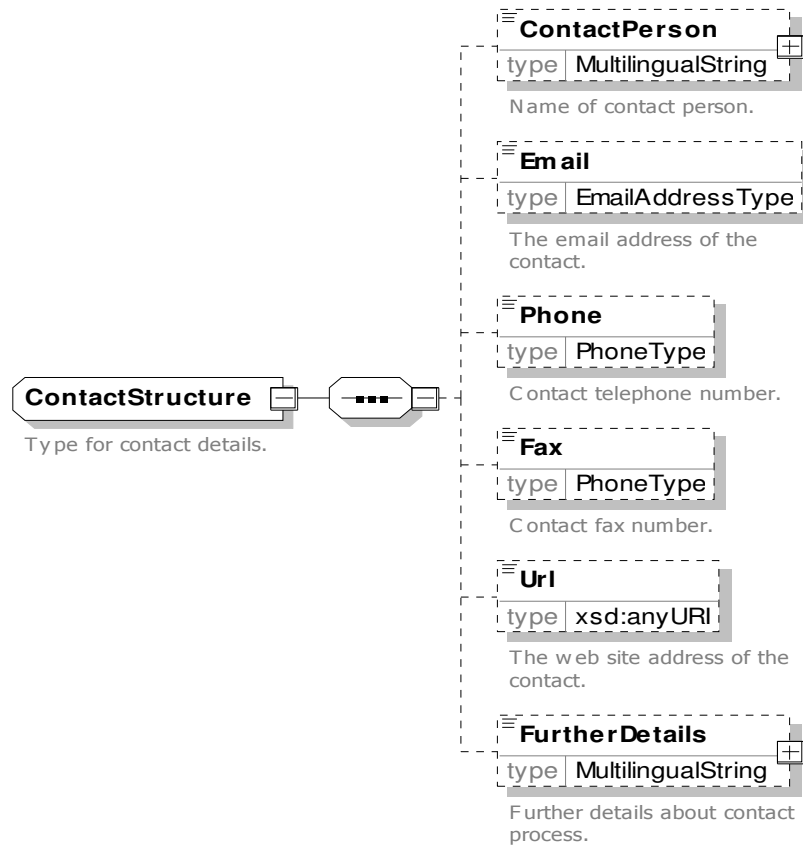 ContactPerson
type MultilingualString
Name of contact person.
Email
type EmailAddressType
The email address of the
contact.
Phone
type PhoneType
Contact telephone number.
ContactStructure
Type for contact details.
Fax
type PhoneType
Contact fax number.
Url
type xsd:anyURI
The web site address of the
contact.
FurtherDetails
type MultilingualString
Further details about contact
process.